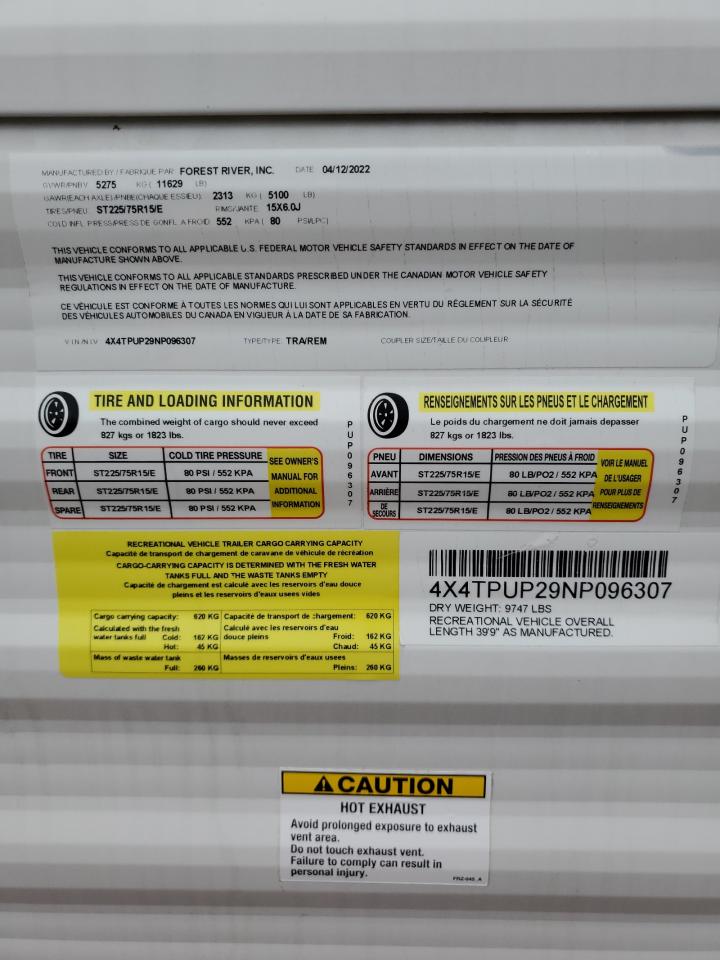 MANUFACTURED BY / FABRIQUE PAR FOREST RIVER, INC. DATE 04/12/2022
GVWR/PNBV 5275 KG ( 11629 LB)
GAWR(EACH AXLE)/PNBE(CHAQUE ESSIEU) 2313 KG ( 5100 LB)
TIRES/PNEU ST225/75R15/E RIMS/JANTE 15X6.0J
COLD INFL. PRESS/PRESS DE GONFL. A FROID 552 KPA ( 80 PSI/LPC)
THIS VEHICLE CONFORMS TO ALL APPLICABLE U.S. FEDERAL MOTOR VEHICLE SAFETY STANDARDS IN EFFECT ON THE DATE OF
MANUFACTURE SHOWN ABOVE.
THIS VEHICLE CONFORMS TO ALL APPLICABLE STANDARDS PRESCRIBED UNDER THE CANADIAN MOTOR VEHICLE SAFETY
REGULATIONS IN EFFECT ON THE DATE OF MANUFACTURE.
CE VÉHICULE EST CONFORME À TOUTES LES NORMES QUI LUI SONT APPLICABLES EN VERTU DU RÉGLEMENT SUR LA SÉCURITÉ
DES VÉHICULES AUTOMOBILES DU CANADA EN VIGUEUR À LA DATE DE SA FABRICATION.
V.I.N./N.I.V. 4X4TPUP29NP096307 TYPE/TYPE: TRA/REM COUPLER SIZE/TAILLE DU COUPLEUR
TIRE AND LOADING INFORMATION
The combined weight of cargo should never exceed
827 kgs or 1823 lbs.
TIRE SIZE COLD TIRE PRESSURE
FRONT ST225/75R15/E 80 PSI / 552 KPA
REAR ST225/75R15/E 80 PSI / 552 KPA
SPARE ST225/75R15/E 80 PSI / 552 KPA
SEE OWNER'S
MANUAL FOR
ADDITIONAL
INFORMATION
PUP096307
RENSEIGNEMENTS SUR LES PNEUS ET LE CHARGEMENT
Le poids du chargement ne doit jamais depasser
827 kgs or 1823 lbs.
PNEU DIMENSIONS PRESSION DES PNEUS À FROID
AVANT ST225/75R15/E 80 LB/PO2 / 552 KPA
ARRIÈRE ST225/75R15/E 80 LB/PO2 / 552 KPA
DE SECOURS ST225/75R15/E 80 LB/PO2 / 552 KPA
VOIR LE MANUEL
DE L'USAGER
POUR PLUS DE
RENSEIGNEMENTS
PUP096307
RECREATIONAL VEHICLE TRAILER CARGO CARRYING CAPACITY
Capacité de transport de chargement de caravane de véhicule de récréation
CARGO-CARRYING CAPACITY IS DETERMINED WITH THE FRESH WATER
TANKS FULL AND THE WASTE TANKS EMPTY
Capacité de chargement est calculé avec les reservoirs d'eau douce
pleins et les reservoirs d'eaux usees vides
Cargo carrying capacity: 620 KG Capacité de transport de chargement: 620 KG
Calculated with the fresh Calculé avec les reservoirs d'eau
water tanks full Cold: 162 KG douce pleins Froid: 162 KG
Hot: 45 KG Chaud: 45 KG
Mass of waste water tank Masses de reservoirs d'eaux usees
Full: 260 KG Pleins: 260 KG
4X4TPUP29NP096307
DRY WEIGHT: 9747 LBS
RECREATIONAL VEHICLE OVERALL
LENGTH 39'9" AS MANUFACTURED.
CAUTION
HOT EXHAUST
Avoid prolonged exposure to exhaust
vent area.
Do not touch exhaust vent.
Failure to comply can result in
personal injury.
FRZ-045_A